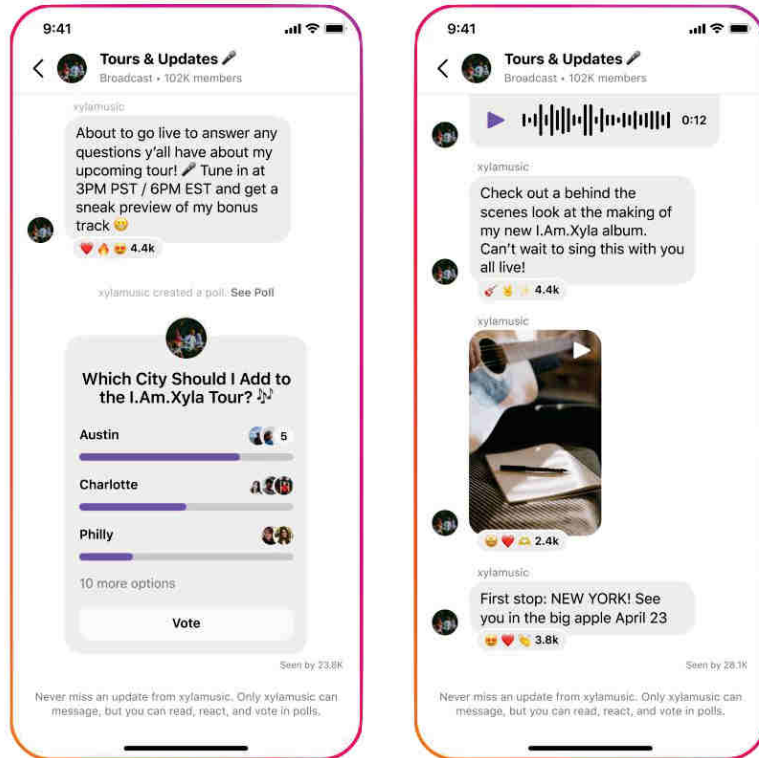 9:41
Tours & Updates 🎤
Broadcast • 102K members
xylamusic
About to go live to answer any
questions y'all have about my
upcoming tour! 🎤 Tune in at
3PM PST / 6PM EST and get a
sneak preview of my bonus
track 😁
❤️ 🔥 😍 4.4k
xylamusic created a poll. See Poll
Which City Should I Add to
the I.Am.Xyla Tour? 🎶
Austin
5
Charlotte
Philly
10 more options
Vote
Seen by 23.8K
Never miss an update from xylamusic. Only xylamusic can
message, but you can read, react, and vote in polls.
9:41
Tours & Updates 🎤
Broadcast • 102K members
0:12
xylamusic
Check out a behind the
scenes look at the making of
my new I.Am.Xyla album.
Can't wait to sing this with you
all live!
🎸 🤘 ✨ 4.4k
xylamusic
🤩 ❤️ 🫶 2.4k
xylamusic
First stop: NEW YORK! See
you in the big apple April 23
😍 ❤️ 👏 3.8k
Seen by 28.1K
Never miss an update from xylamusic. Only xylamusic can
message, but you can read, react, and vote in polls.